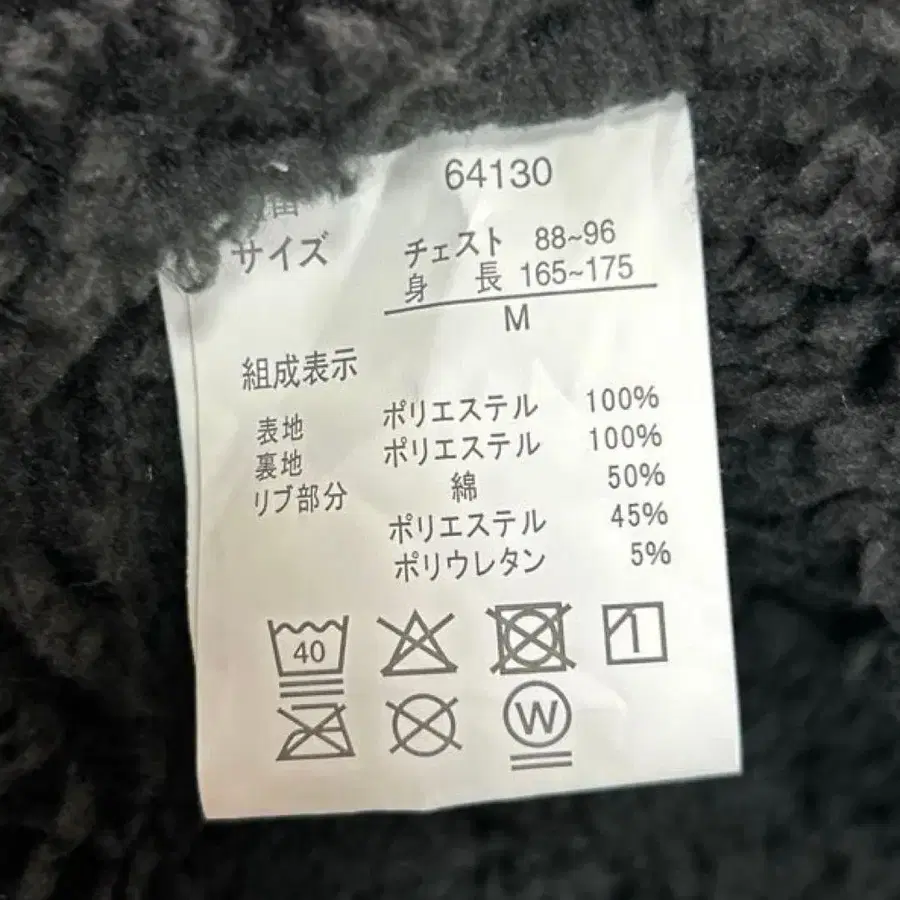 64130
サイズ チェスト 88~96
身 長 165~175
M
組成表示
表地 ポリエステル 100%
裏地 ポリエステル 100%
リブ部分 綿 50%
ポリエステル 45%
ポリウレタン 5%
40
W